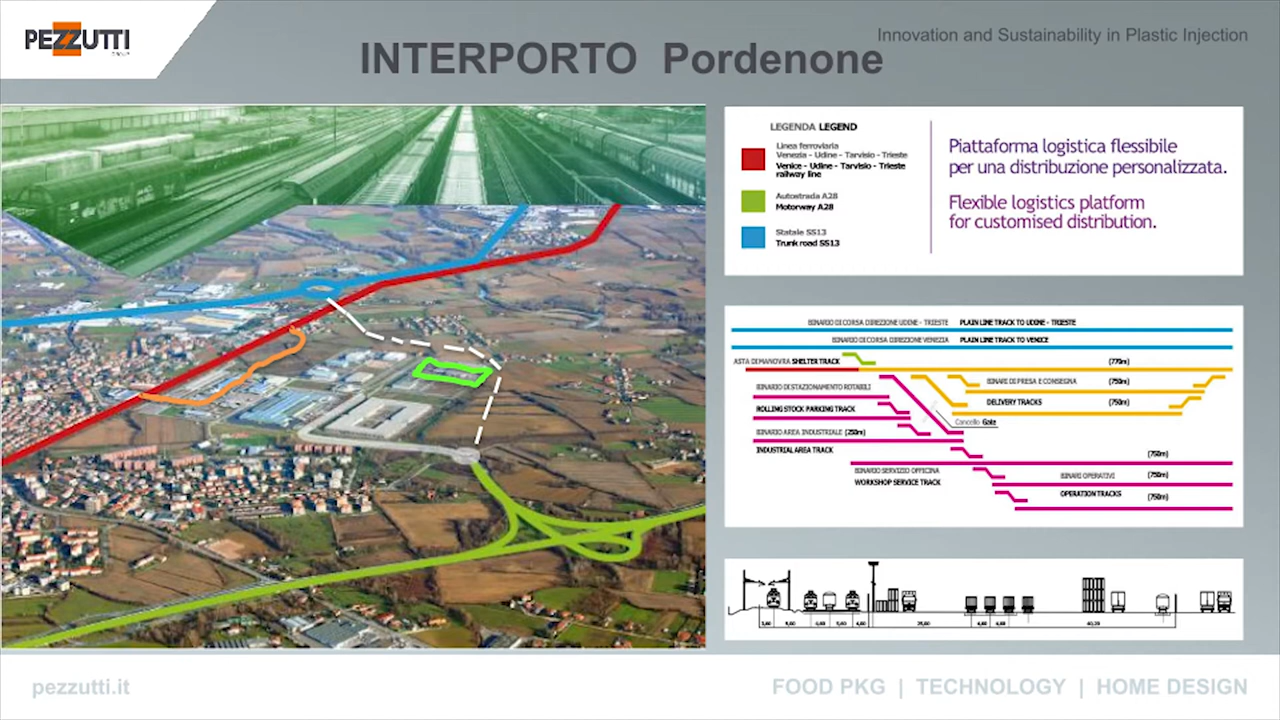 PEZZUTTI
GROUP
Innovation and Sustainability in Plastic Injection
INTERPORTO Pordenone
LEGENDA LEGEND
Linea ferroviaria
Venezia - Udine - Tarvisio - Trieste
Venice - Udine - Tarvisio - Trieste
railway line
Autostrada A28
Motorway A28
Statale SS13
Trunk road SS13
Piattaforma logistica flessibile
per una distribuzione personalizzata.
Flexible logistics platform
for customised distribution.
BINARIO DI CORSA DIREZIONE UDINE - TRIESTE PLAIN LINE TRACK TO UDINE - TRIESTE
BINARIO DI CORSA DIREZIONE VENEZIA PLAIN LINE TRACK TO VENICE
ASTA DI MANOVRA SHELTER TRACK (770m)
BINARI DI PRESA E CONSEGNA (750m)
BINARIO DI STAZIONAMENTO ROTABILI
DELIVERY TRACKS (750m)
ROLLING STOCK PARKING TRACK
Cancello Gate
BINARIO AREA INDUSTRIALE (250m)
INDUSTRIAL AREA TRACK
(750m)
BINARIO SERVIZIO OFFICINA
BINARI OPERATIVI (750m)
WORKSHOP SERVICE TRACK
OPERATION TRACKS (750m)
pezzutti.it
FOOD PKG | TECHNOLOGY | HOME DESIGN